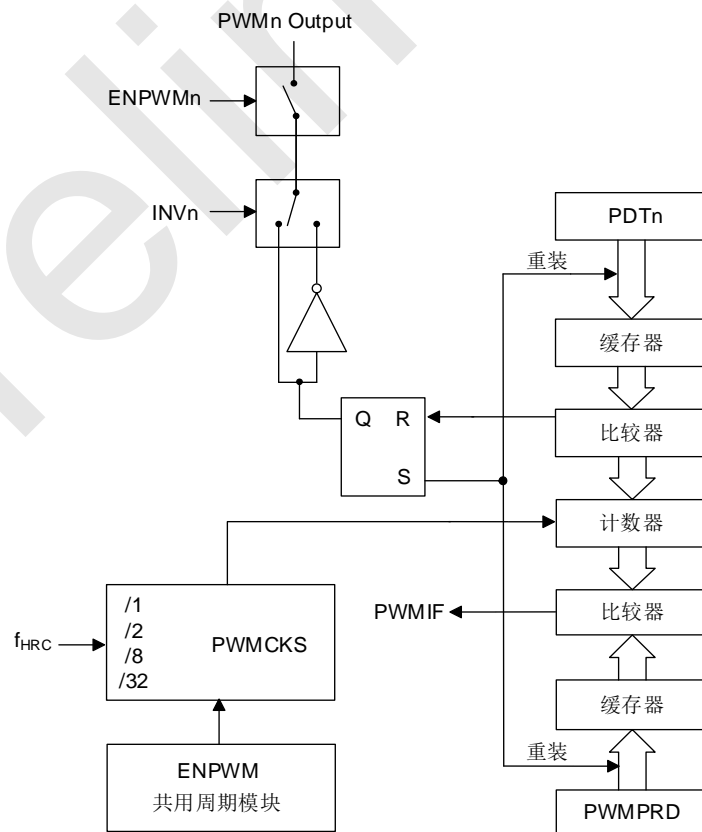 PWMn Output
ENPWMn
INVn
PDTn
重装
缓存器
Q R
S
比较器
计数器
/1
/2
/8
/32
PWMCKS
fHRC
PWMIF
比较器
缓存器
重装
ENPWM
共用周期模块
PWMPRD